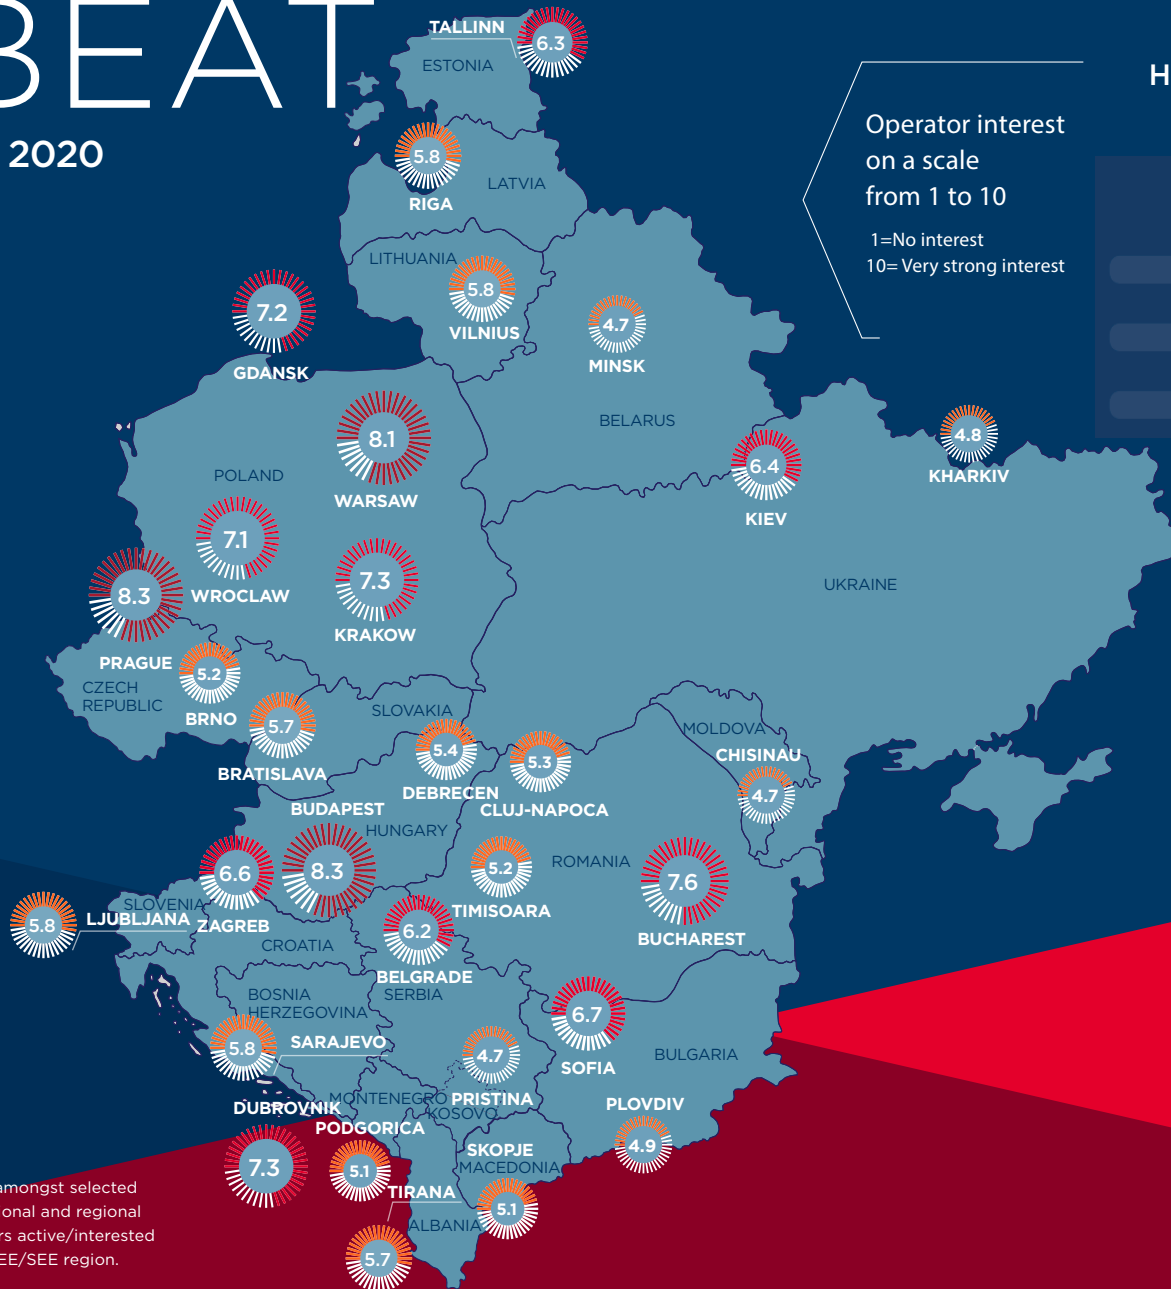 BEAT
2020
H
Operator interest
on a scale
from 1 to 10
1=No interest
10= Very strong interest
TALLINN
6.3
ESTONIA
5.8
RIGA
LATVIA
LITHUANIA
5.8
VILNIUS
7.2
GDANSK
4.7
MINSK
BELARUS
8.1
WARSAW
POLAND
6.4
KIEV
4.8
KHARKIV
7.1
WROCLAW
7.3
KRAKOW
UKRAINE
8.3
PRAGUE
CZECH
REPUBLIC
5.2
BRNO
5.7
BRATISLAVA
SLOVAKIA
5.4
DEBRECEN
5.3
CLUJ-NAPOCA
MOLDOVA
CHISINAU
4.7
BUDAPEST
8.3
HUNGARY
6.6
ZAGREB
5.2
TIMISOARA
ROMANIA
7.6
BUCHAREST
SLOVENIA
5.8
LJUBLJANA
CROATIA
6.2
BELGRADE
SERBIA
BOSNIA
HERZEGOVINA
5.8
SARAJEVO
6.7
SOFIA
BULGARIA
4.7
PRISTINA
MONTENEGRO
KOSOVO
DUBROVNIK
7.3
PODGORICA
5.1
PLOVDIV
4.9
SKOPJE
MACEDONIA
5.1
TIRANA
ALBANIA
5.7
amongst selected
onal and regional
rs active/interested
EE/SEE region.